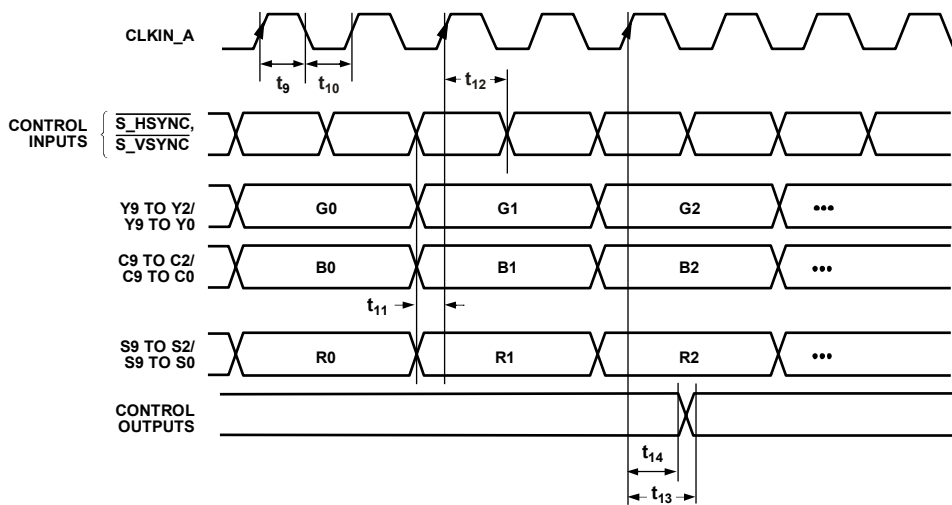 CLKIN_A
t9
t10
t12
CONTROL
INPUTS
S_HSYNC,
S_VSYNC
Y9 TO Y2/
Y9 TO Y0
G0
G1
G2
•••
C9 TO C2/
C9 TO C0
B0
B1
B2
•••
t11
S9 TO S2/
S9 TO S0
R0
R1
R2
•••
CONTROL
OUTPUTS
t14
t13